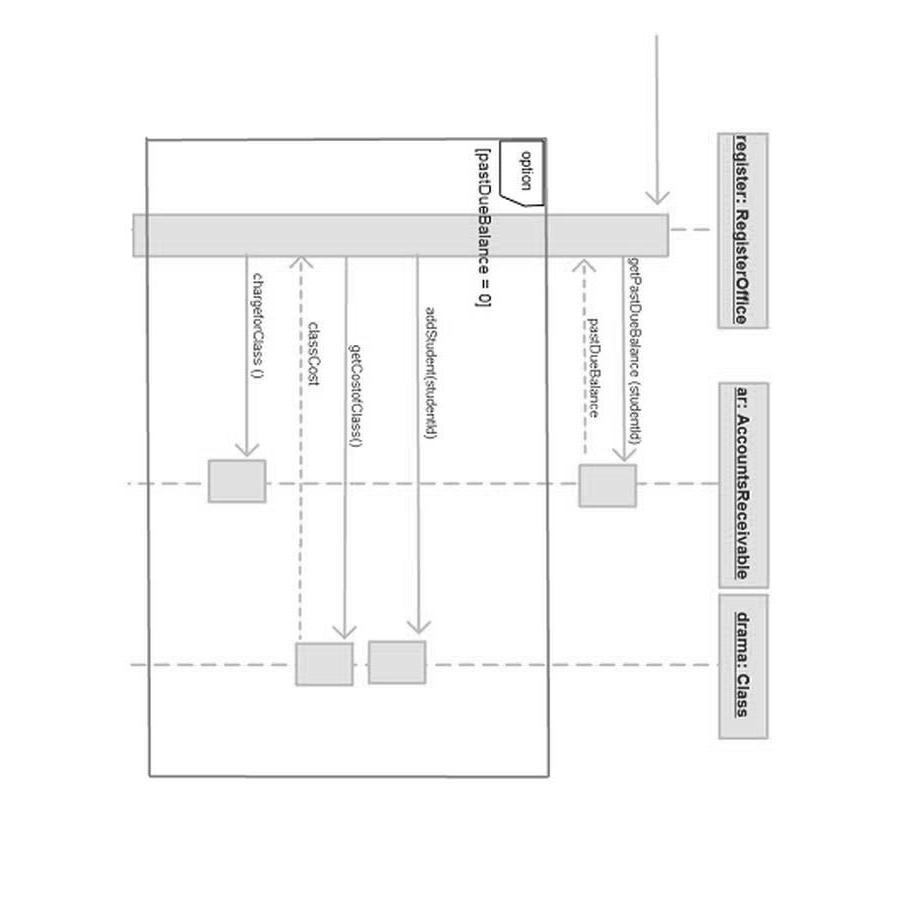 register: RegisterOffice
ar: AccountsReceivable
drama: Class
getPastDueBalance (studentId)
pastDueBalance
option
[pastDueBalance = 0]
addStudent(studentId)
getCostofClass()
classCost
chargeforClass ()